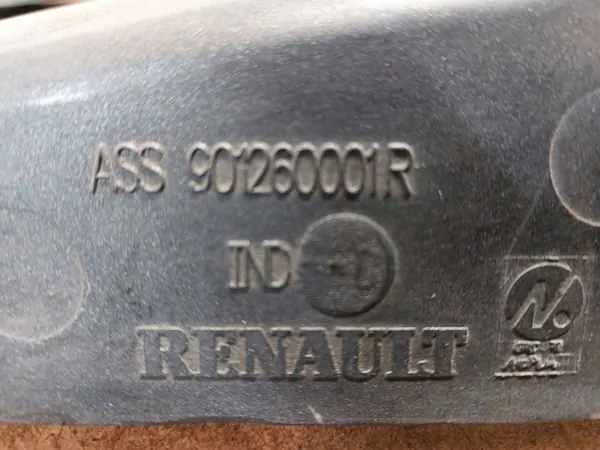 ASS 901260001R
IND
RENAULT